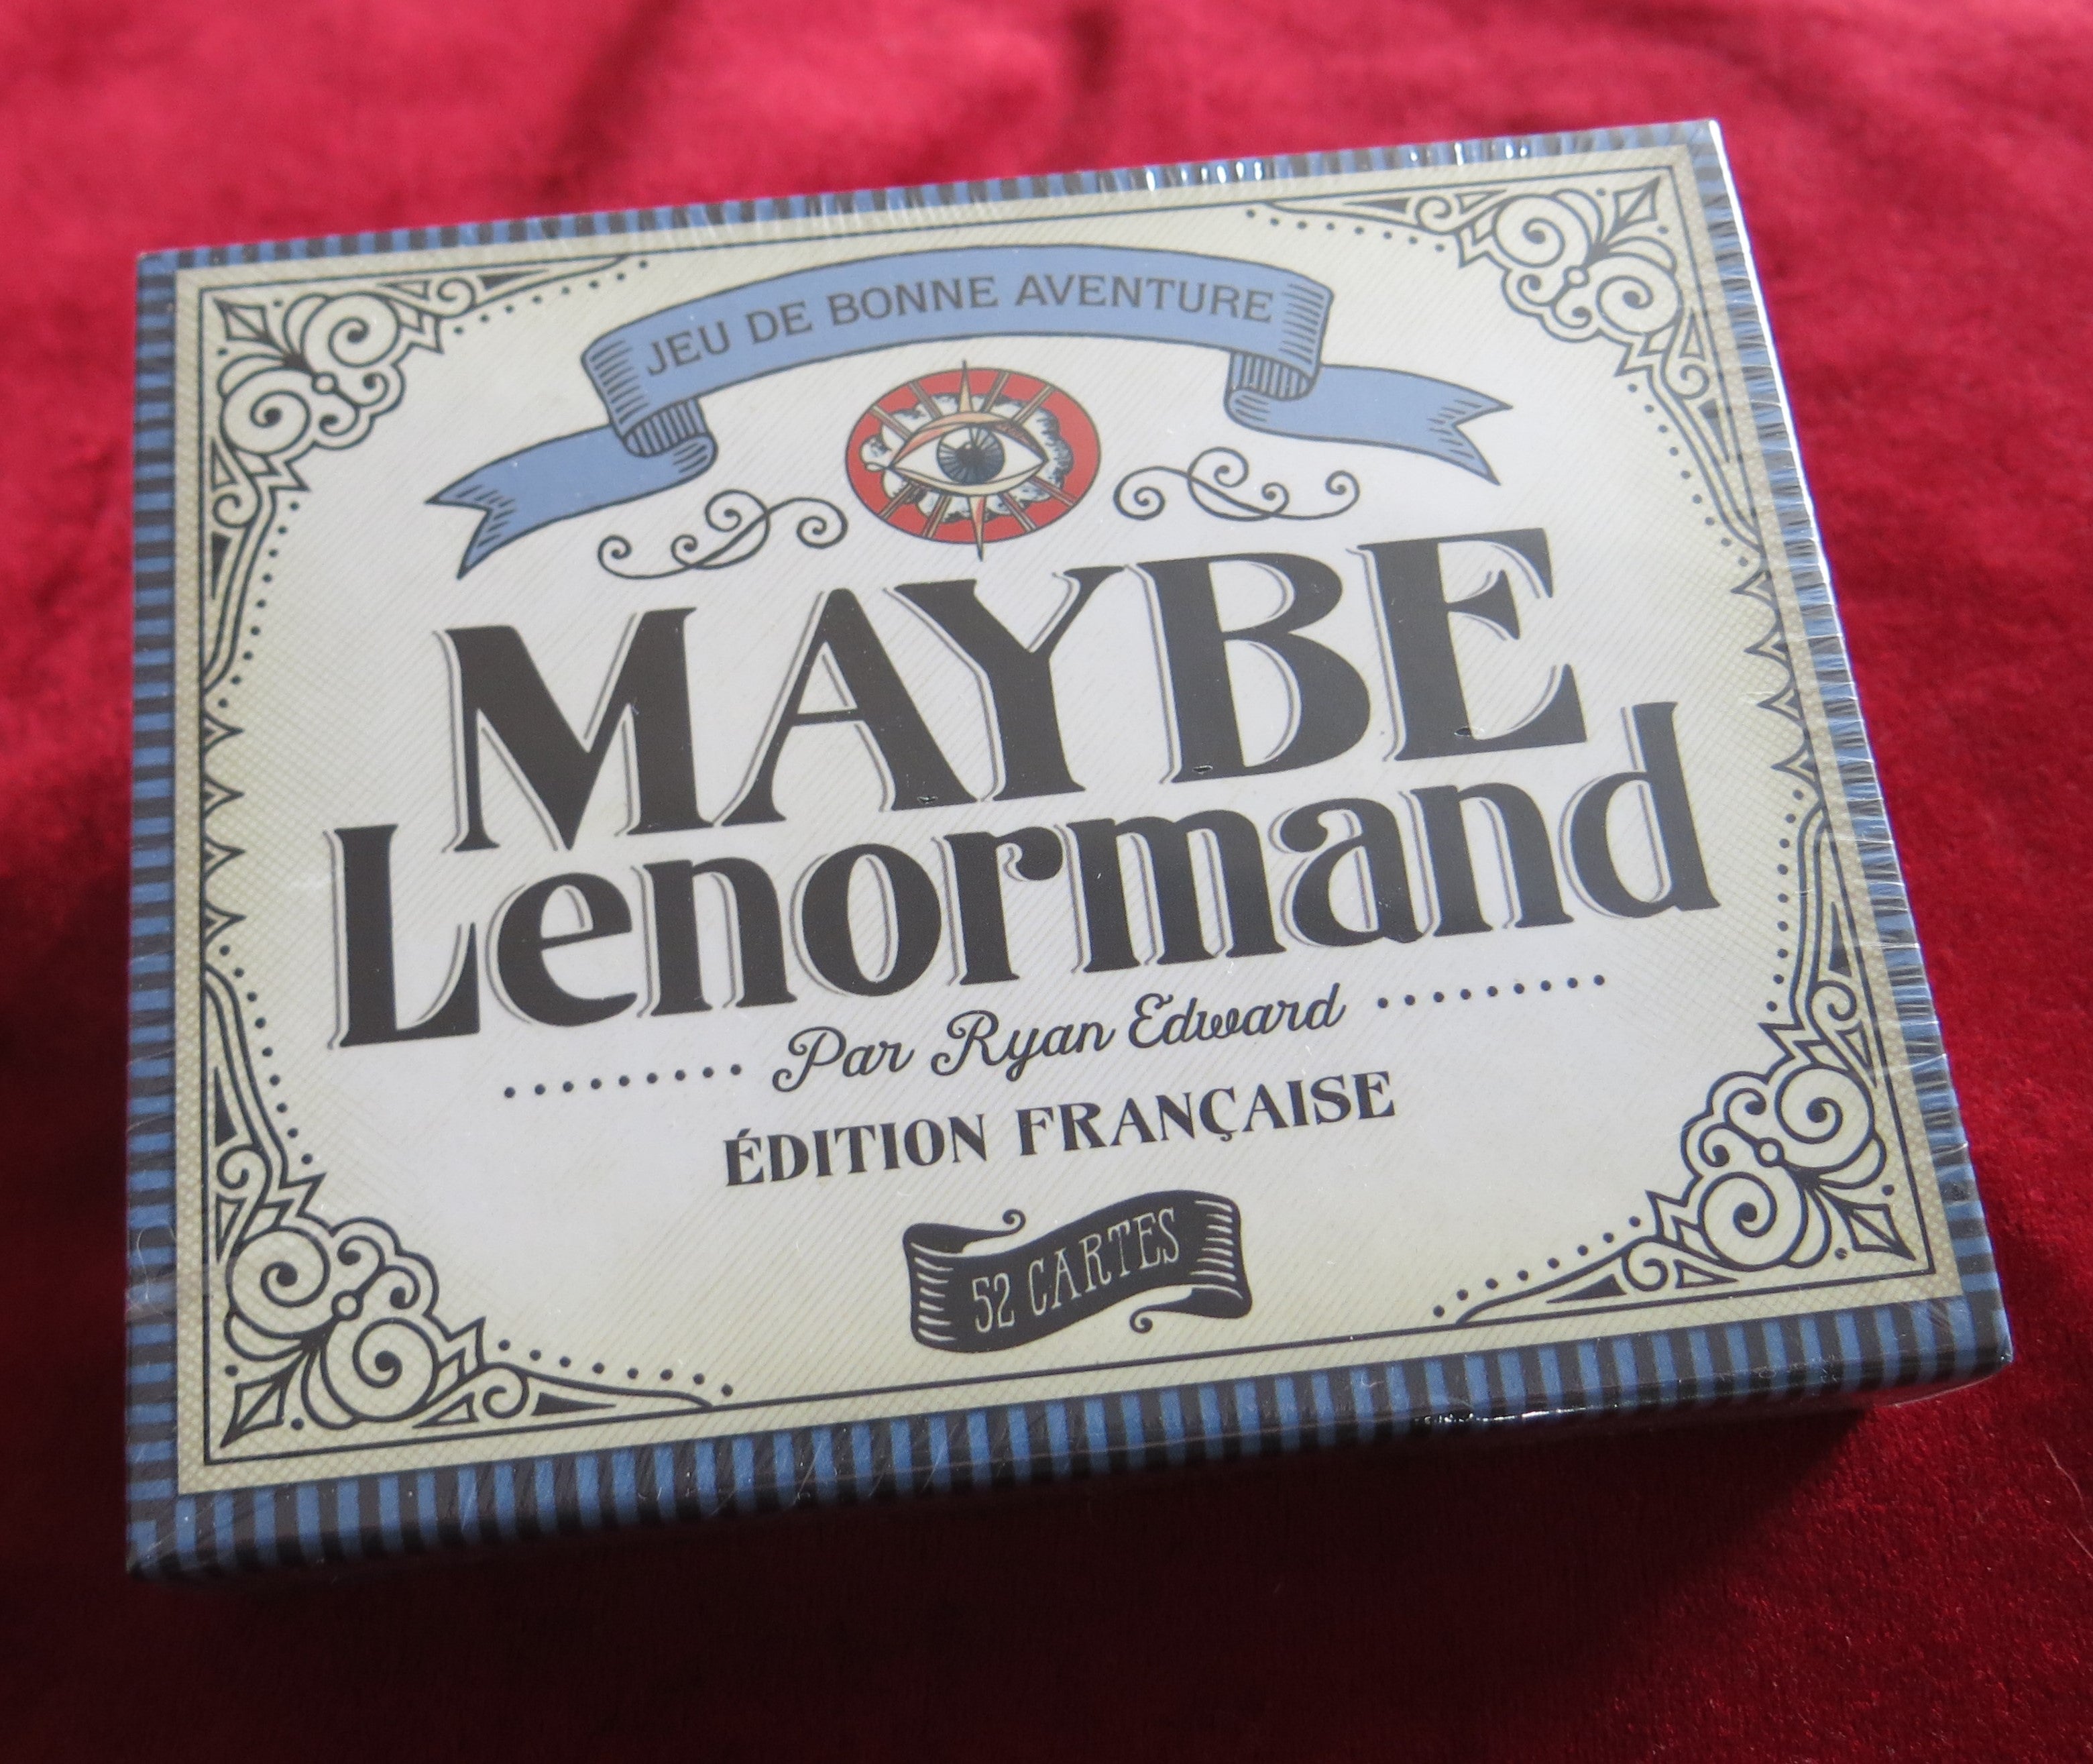 JEU DE BONNE AVENTURE
MAYBE
Lenormand
Par Ryan Edward
ÉDITION FRANÇAISE
52 CARTES